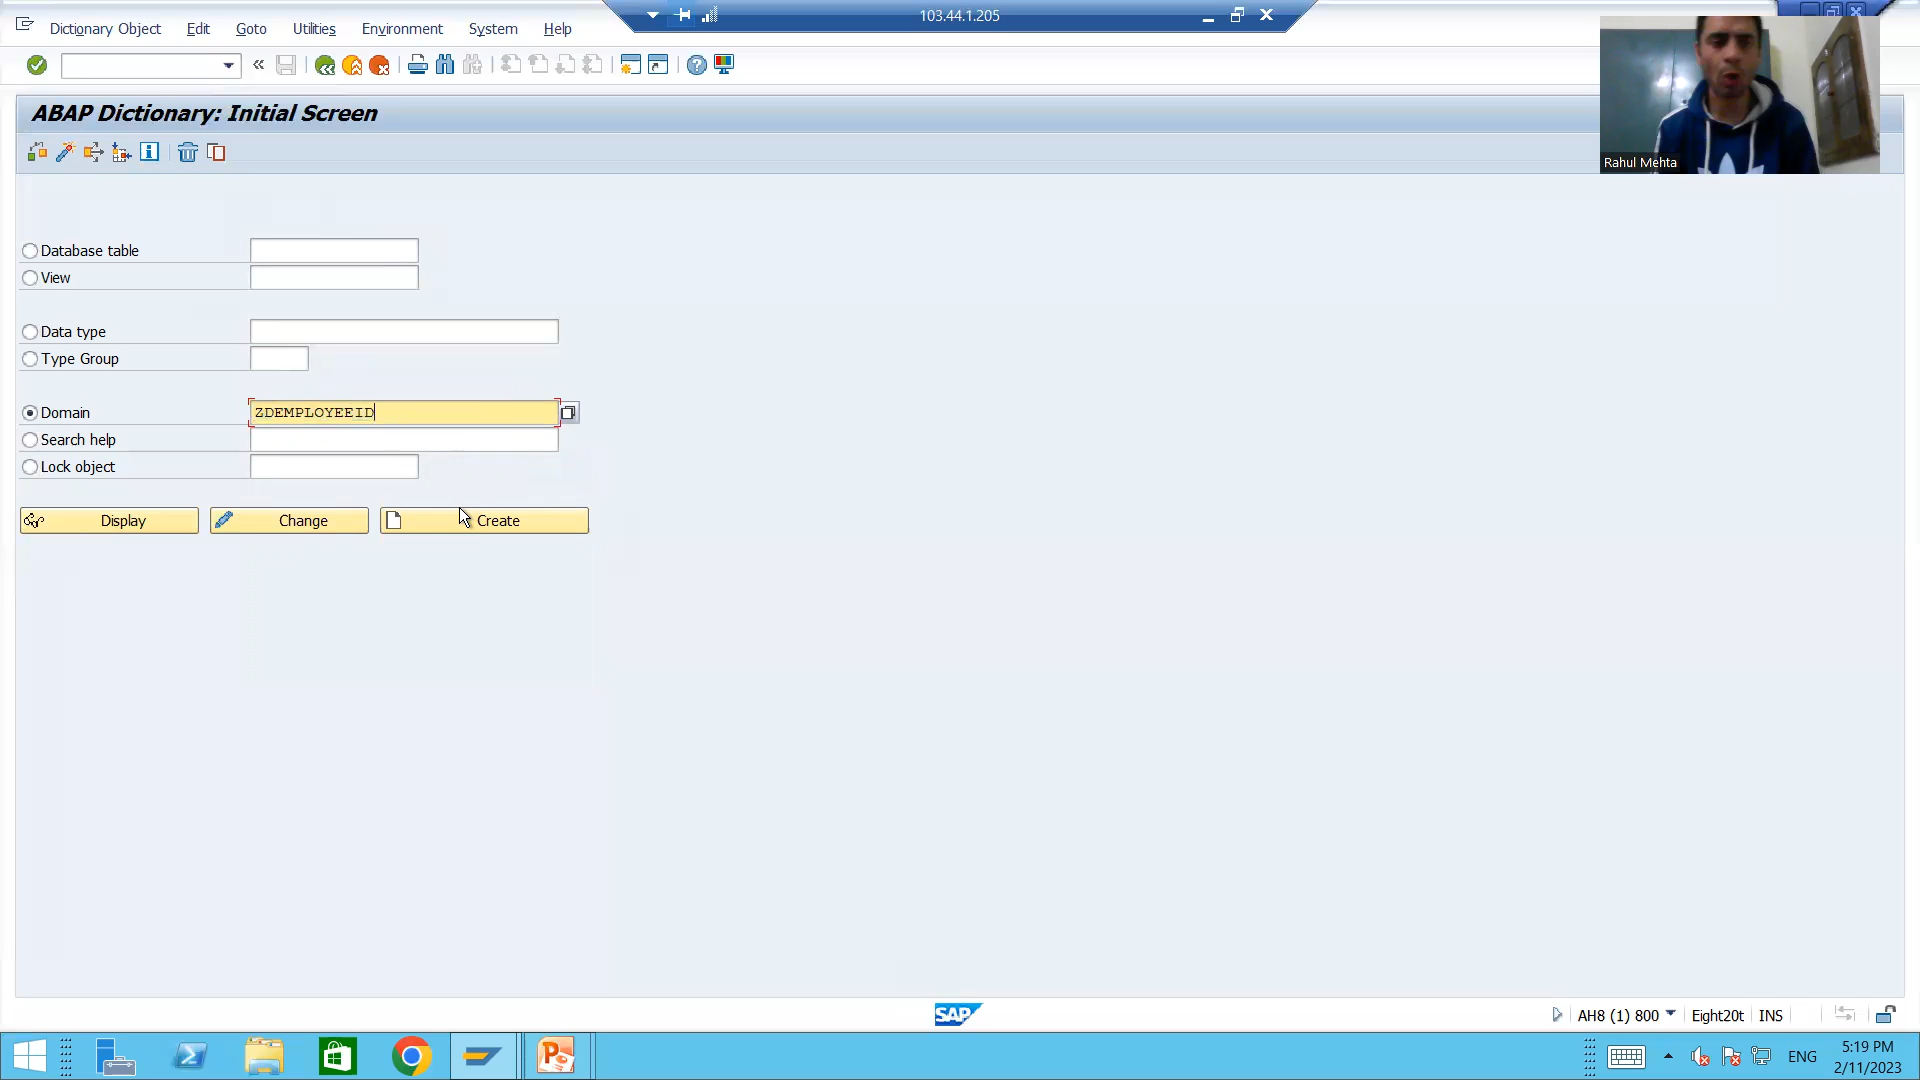 103.44.1.205
Dictionary Object Edit Goto Utilities Environment System Help
ABAP Dictionary: Initial Screen
Rahul Mehta
Database table
View
Data type
Type Group
Domain ZDEMPLOYEEID
Search help
Lock object
Display Change Create
SAP
AH8 (1) 800 Eight20t INS
ENG
5:19 PM
2/11/2023